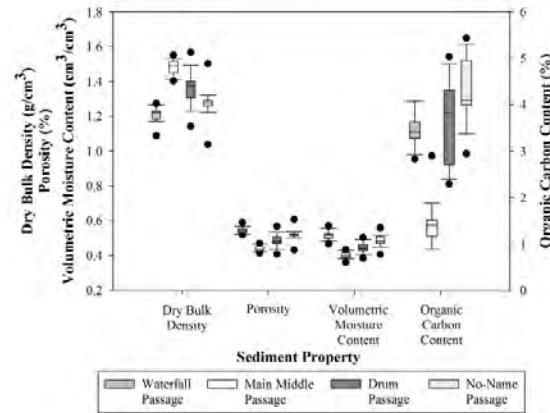 Dry Bulk Density (g/cm³)
Porosity (%)
Volumetric Moisture Content (cm³/cm³)
1.8
1.6
1.4
1.2
1.0
0.8
0.6
0.4
0.2
6
5
4
3
2
1
0
Organic Carbon Content (%)
Dry Bulk
Density
Porosity
Volumetric
Moisture
Content
Organic
Carbon
Content
Sediment Property
Waterfall
Passage
Main Middle
Passage
Drum
Passage
No-Name
Passage